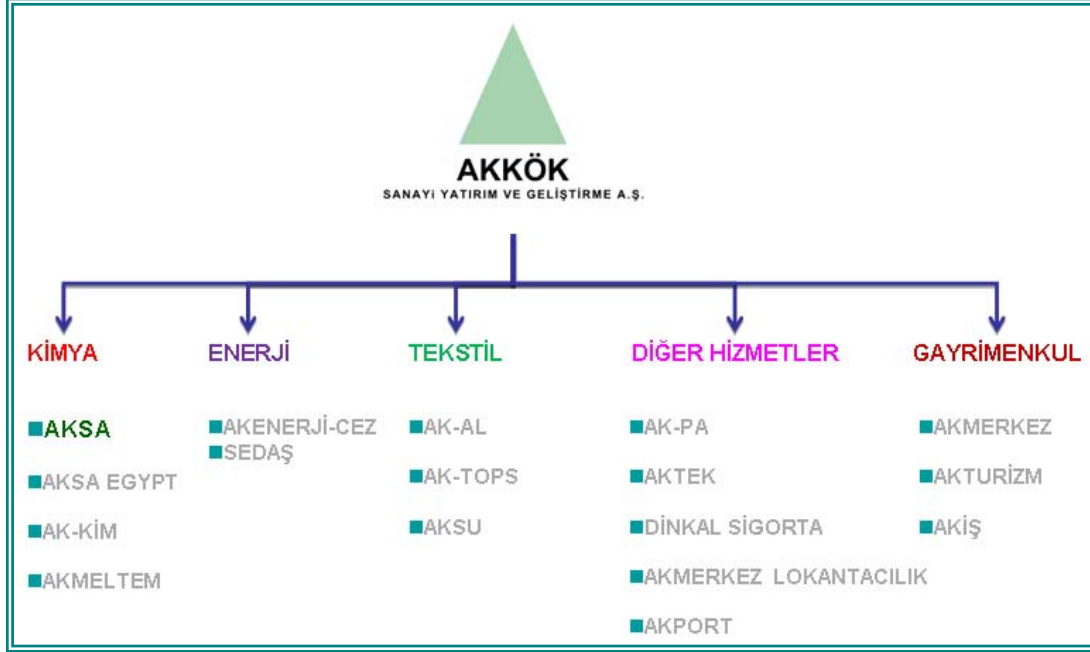 AKKÖK
SANAYİ YATIRIM VE GELİŞTİRME A.Ş.
KİMYA
AKSA
AKSA EGYPT
AK-KİM
AKMELTEM
ENERJİ
AKENERJİ-CEZ
SEDAŞ
TEKSTİL
AK-AL
AK-TOPS
AKSU
DİĞER HİZMETLER
AK-PA
AKTEK
DİNKAL SİGORTA
AKMERKEZ LOKANTACILIK
AKPORT
GAYRİMENKUL
AKMERKEZ
AKTURİZM
AKİŞ